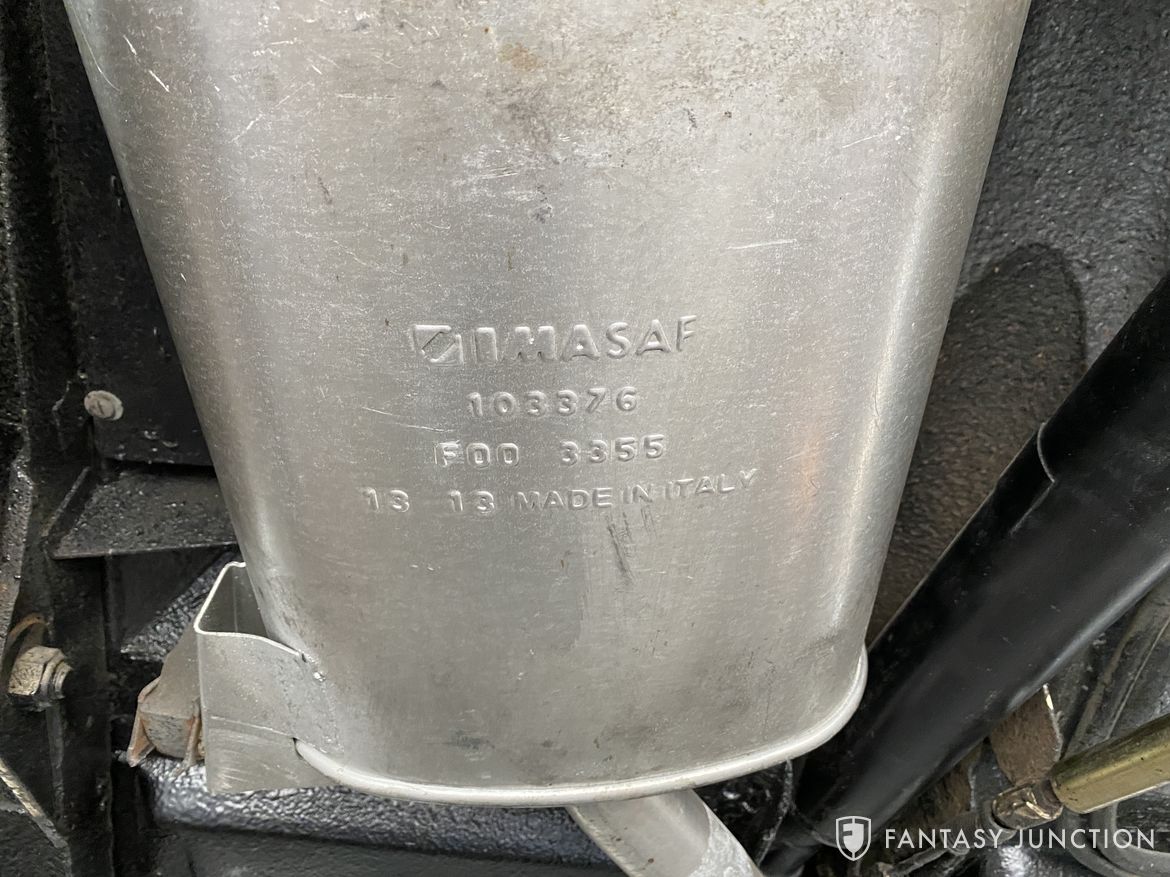 IMASAF
103376
F00 3355
13 13 MADE IN ITALY
FANTASY JUNCTION